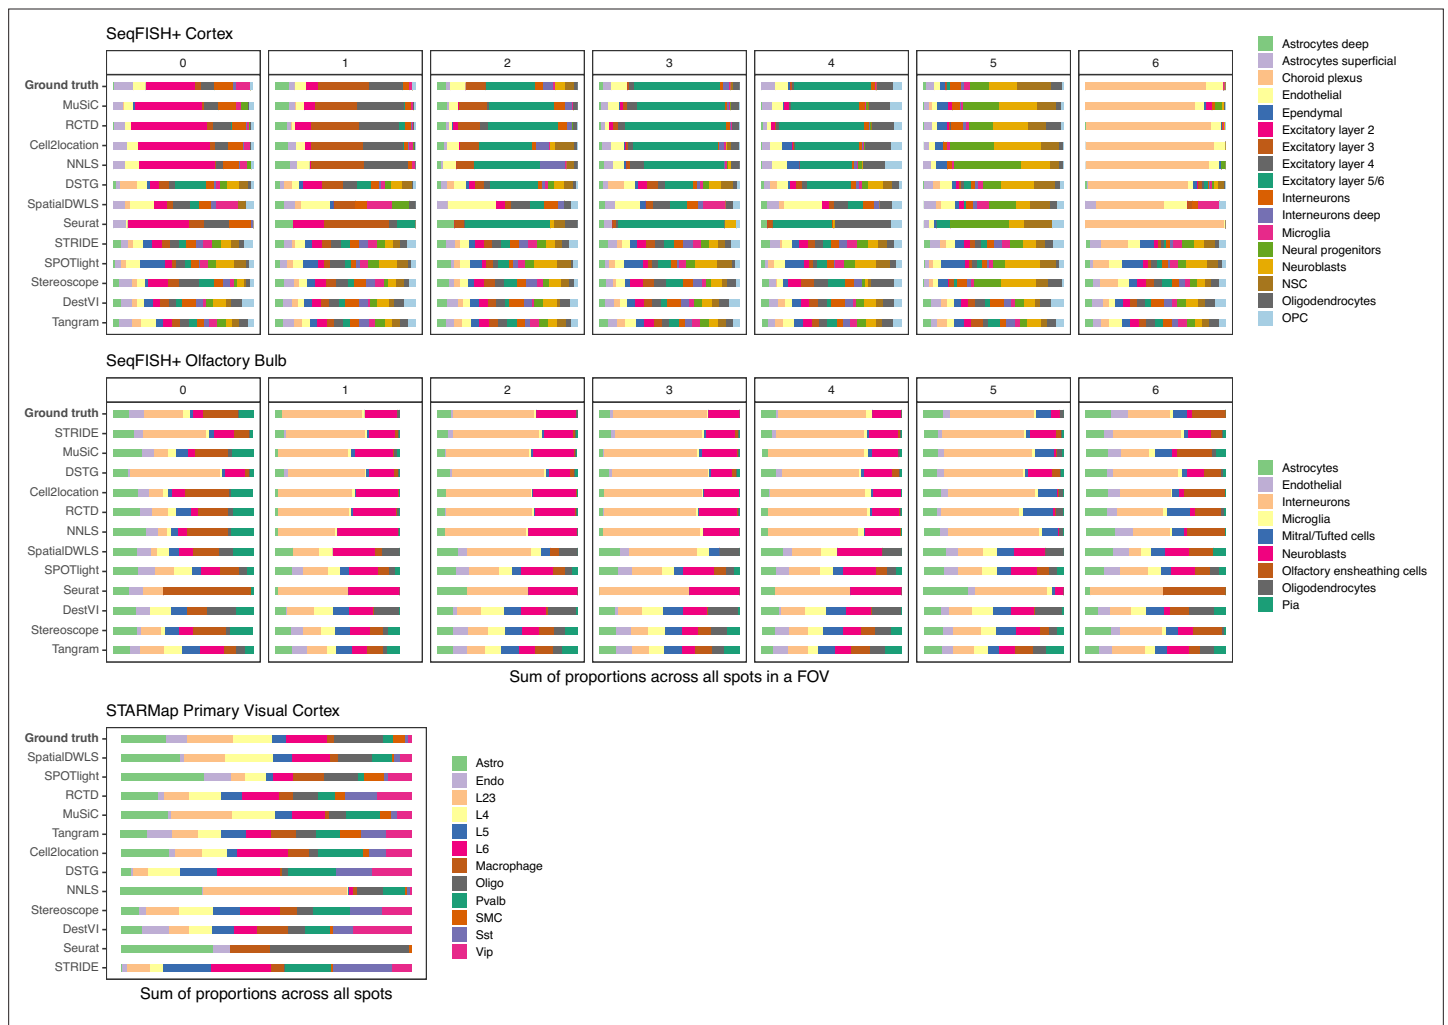 SeqFISH+ Cortex
0 1 2 3 4 5 6
Ground truth
MuSiC
RCTD
Cell2location
NNLS
DSTG
SpatialDWLS
Seurat
STRIDE
SPOTlight
Stereoscope
DestVI
Tangram
Astrocytes deep
Astrocytes superficial
Choroid plexus
Endothelial
Ependymal
Excitatory layer 2
Excitatory layer 3
Excitatory layer 4
Excitatory layer 5/6
Interneurons
Interneurons deep
Microglia
Neural progenitors
Neuroblasts
NSC
Oligodendrocytes
OPC
SeqFISH+ Olfactory Bulb
0 1 2 3 4 5 6
Ground truth
STRIDE
MuSiC
DSTG
Cell2location
RCTD
NNLS
SpatialDWLS
SPOTlight
Seurat
DestVI
Stereoscope
Tangram
Astrocytes
Endothelial
Interneurons
Microglia
Mitral/Tufted cells
Neuroblasts
Olfactory ensheathing cells
Oligodendrocytes
Pia
Sum of proportions across all spots in a FOV
STARMap Primary Visual Cortex
Ground truth
SpatialDWLS
SPOTlight
RCTD
MuSiC
Tangram
Cell2location
DSTG
NNLS
Stereoscope
DestVI
Seurat
STRIDE
Astro
Endo
L23
L4
L5
L6
Macrophage
Oligo
Pvalb
SMC
Sst
Vip
Sum of proportions across all spots